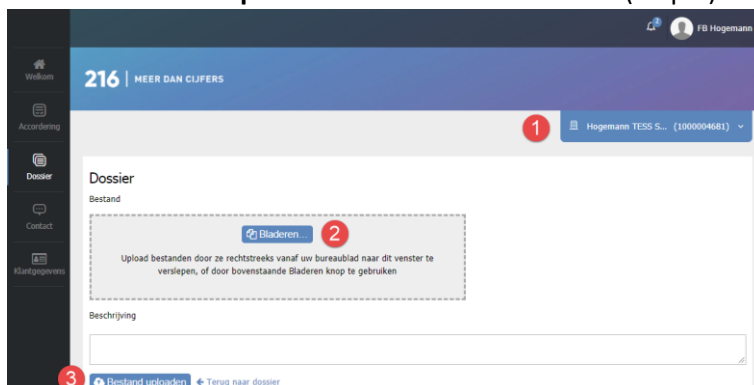 2
FB Hogemann
Welkom
216 | MEER DAN CIJFERS
Accordering
1
Hogemann TESS S... (1000004681)
Dossier
Dossier
Bestand
Contact
Bladeren...
2
Upload bestanden door ze rechtstreeks vanaf uw bureaublad naar dit venster te
verslepen, of door bovenstaande Bladeren knop te gebruiken
Klantgegevens
Beschrijving
3
Bestand uploaden
Terug naar dossier